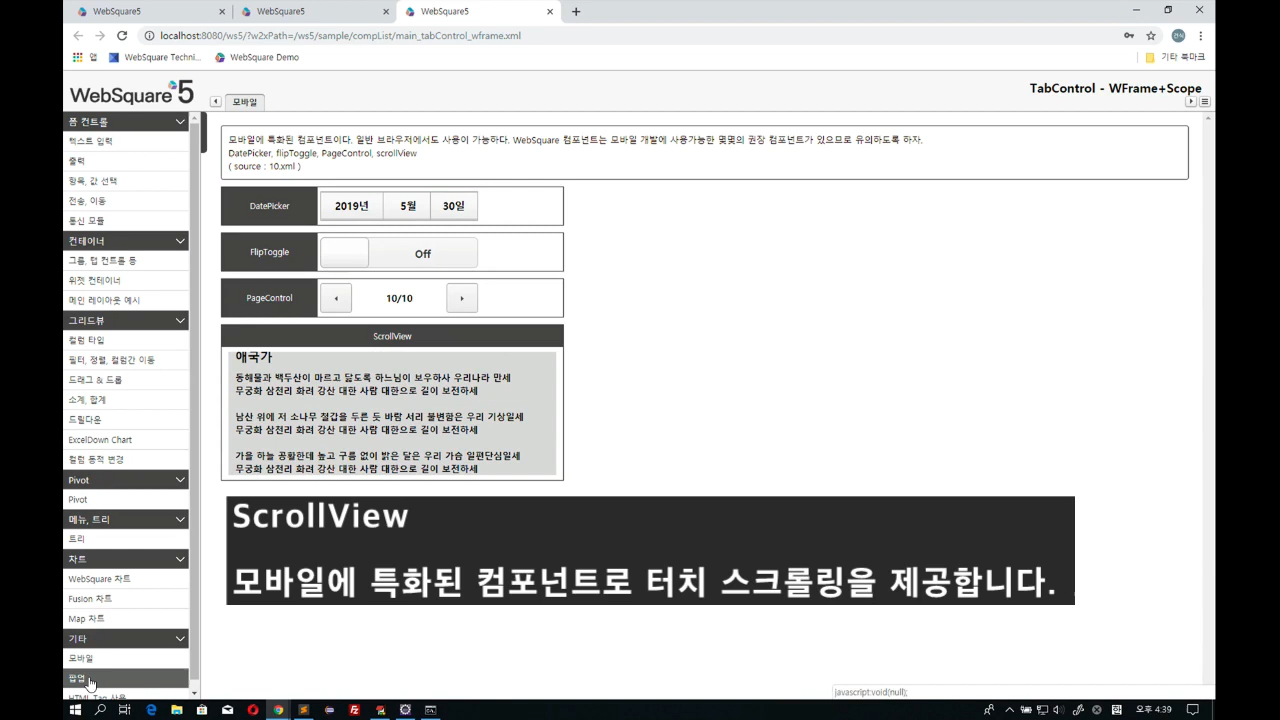 WebSquare5
WebSquare5
WebSquare5
localhost:8080/ws5/?w2xPath=/ws5/sample/compList/main_tabControl_wframe.xml
앱
WebSquare Techni...
WebSquare Demo
기타 북마크
WebSquare 5
모바일
TabControl - WFrame+Scope
폼 컨트롤
텍스트 입력
출력
항목, 값 선택
전송, 이동
통신 모듈
컨테이너
그룹, 탭 컨트롤 등
위젯 컨테이너
메인 레이아웃 예시
그리드뷰
컬럼 타입
필터, 정렬, 컬럼간 이동
드래그 & 드롭
소계, 합계
드릴다운
ExcelDown Chart
컬럼 동적 변경
Pivot
Pivot
메뉴, 트리
트리
차트
WebSquare 차트
Fusion 차트
Map 차트
기타
모바일
팝업
HTML Tag 사용
모바일에 특화된 컴포넌트이다. 일반 브라우저에서도 사용이 가능하다. WebSquare 컴포넌트는 모바일 개발에 사용가능한 몇몇의 권장 컴포넌트가 있으므로 유의하도록 하자.
DatePicker, flipToggle, PageControl, scrollView
( source : 10.xml )
DatePicker
2019년
5월
30일
FlipToggle
Off
PageControl
10/10
ScrollView
애국가
동해물과 백두산이 마르고 닳도록 하느님이 보우하사 우리나라 만세
무궁화 삼천리 화려 강산 대한 사람 대한으로 길이 보전하세
남산 위에 저 소나무 철갑을 두른 듯 바람 서리 불변함은 우리 기상일세
무궁화 삼천리 화려 강산 대한 사람 대한으로 길이 보전하세
가을 하늘 공활한데 높고 구름 없이 밝은 달은 우리 가슴 일편단심일세
무궁화 삼천리 화려 강산 대한 사람 대한으로 길이 보전하세
ScrollView
모바일에 특화된 컴포넌트로 터치 스크롤링을 제공합니다.
javascript:void(null);
오후 4:39